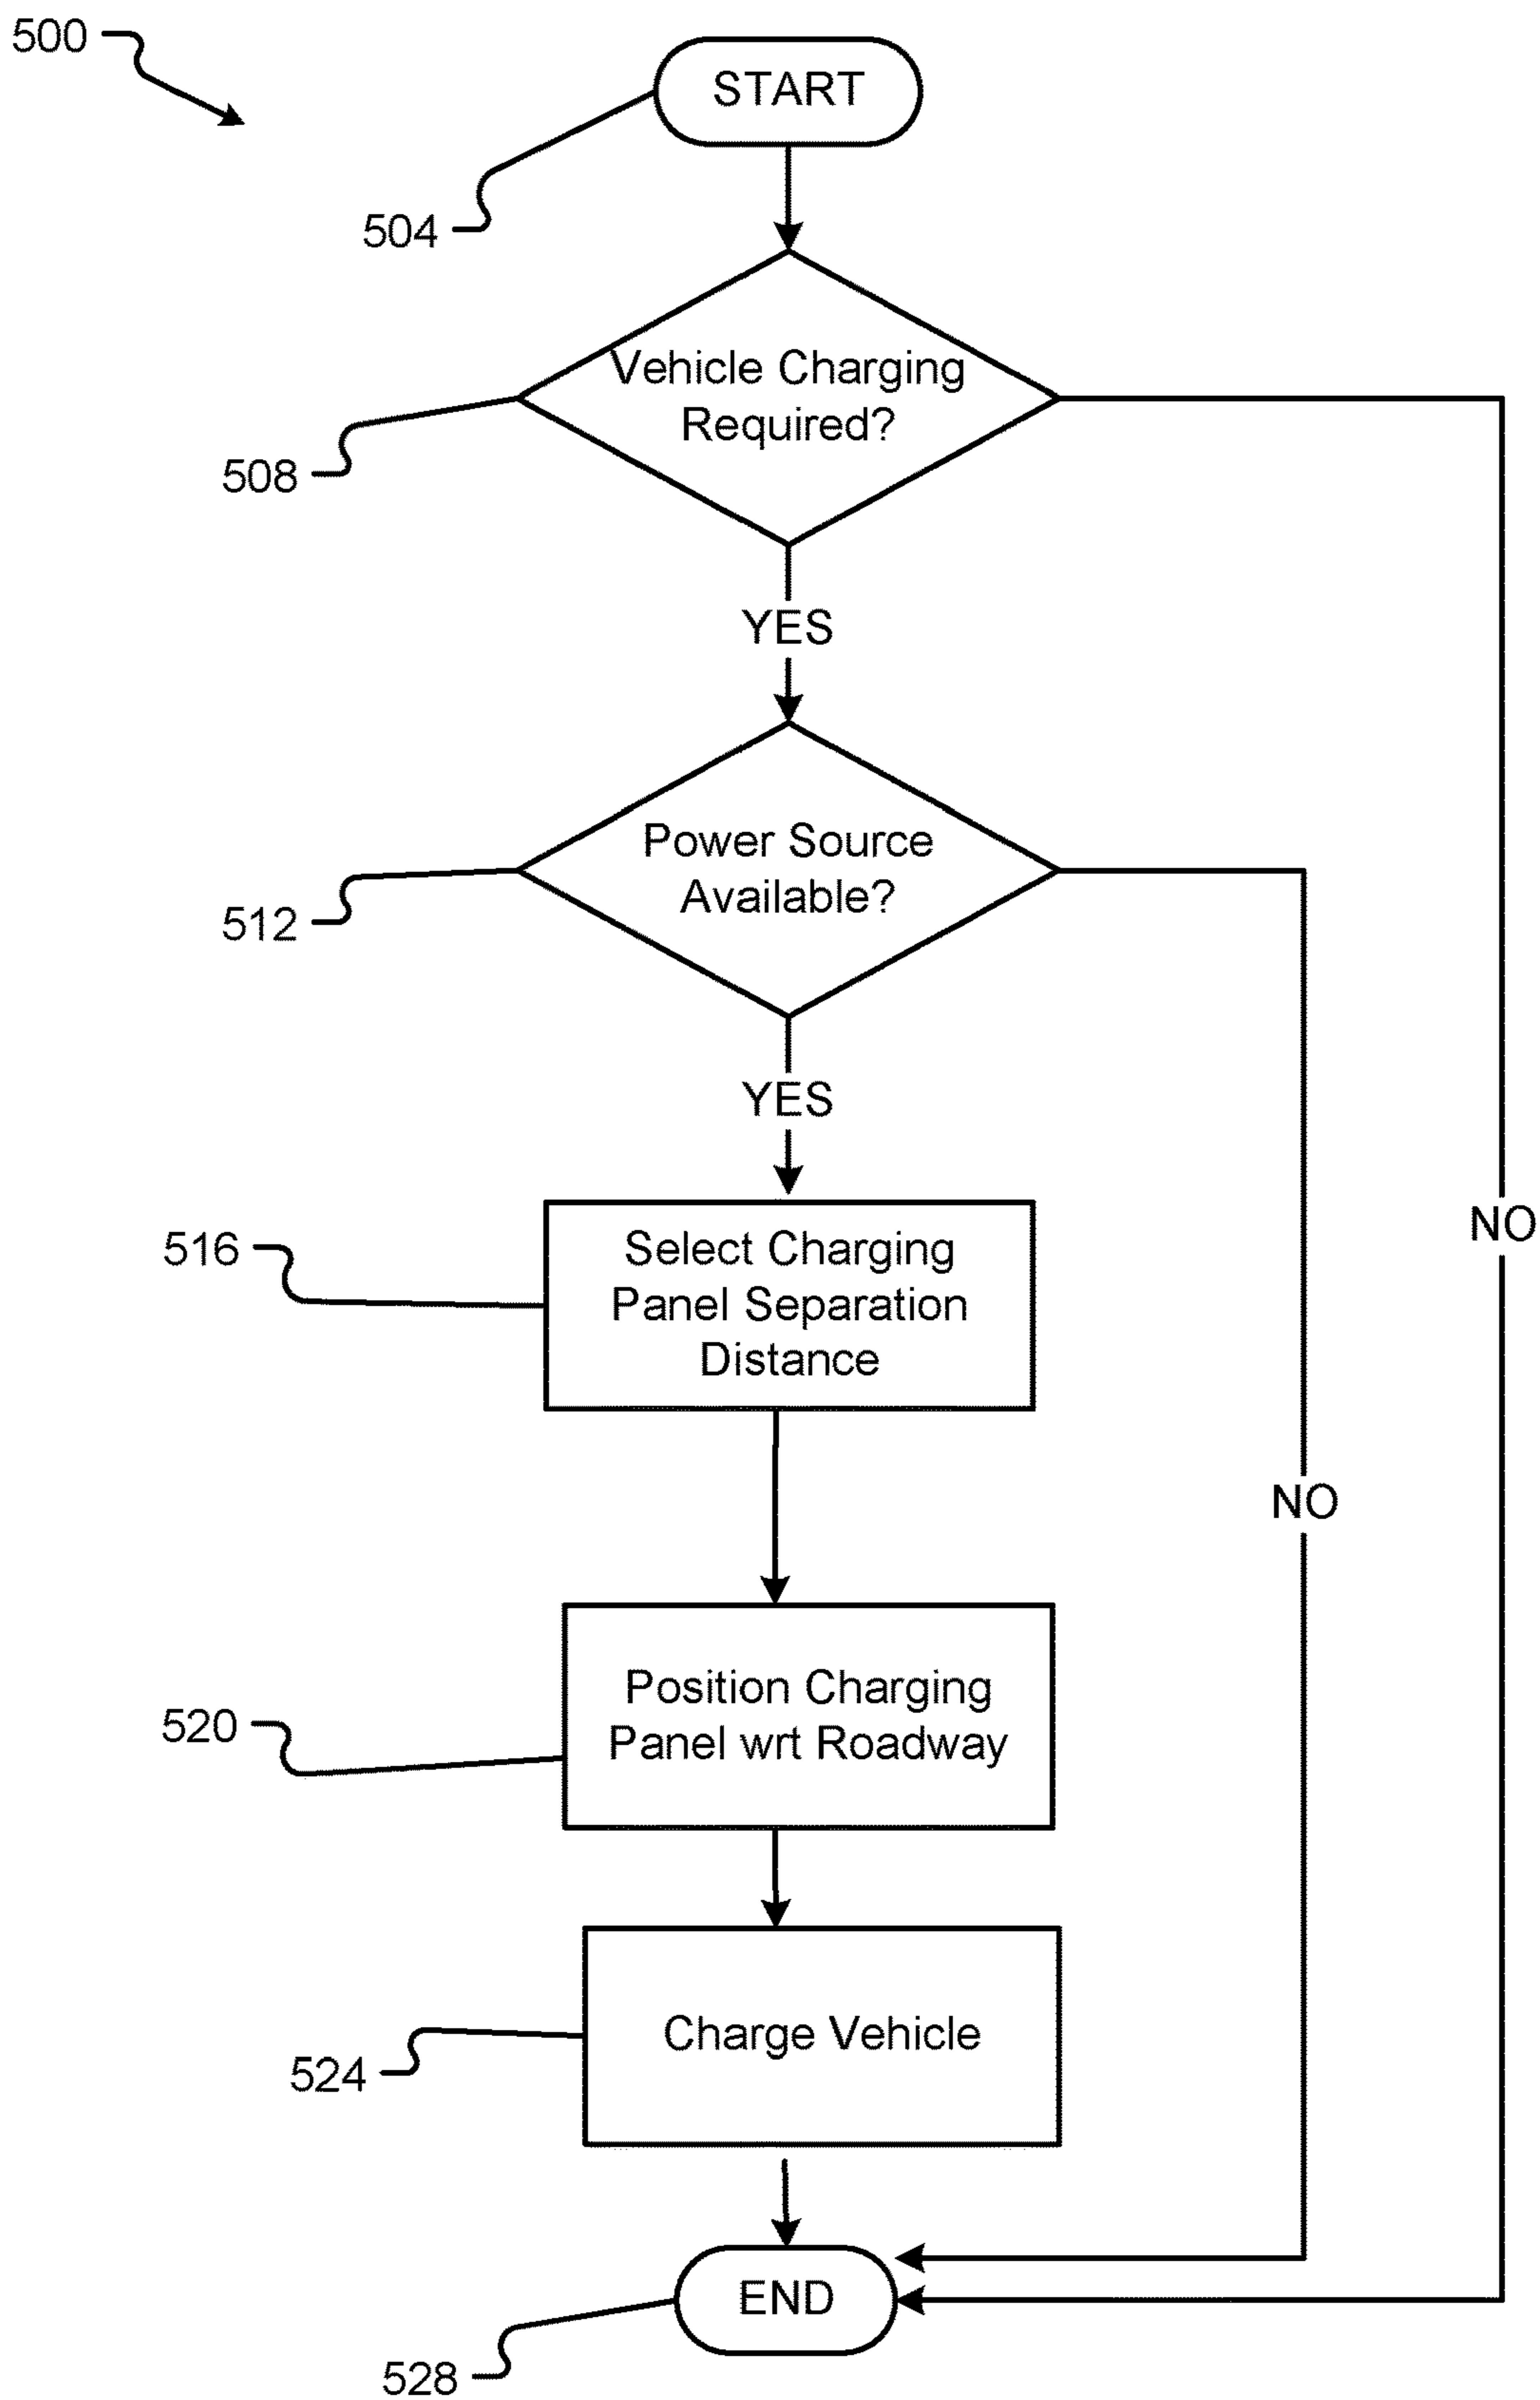 500
START
504
Vehicle Charging
Required?
508
YES
Power Source
Available?
512
YES
516
Select Charging
Panel Separation
Distance
NO
NO
520
Position Charging
Panel wrt Roadway
524
Charge Vehicle
END
528